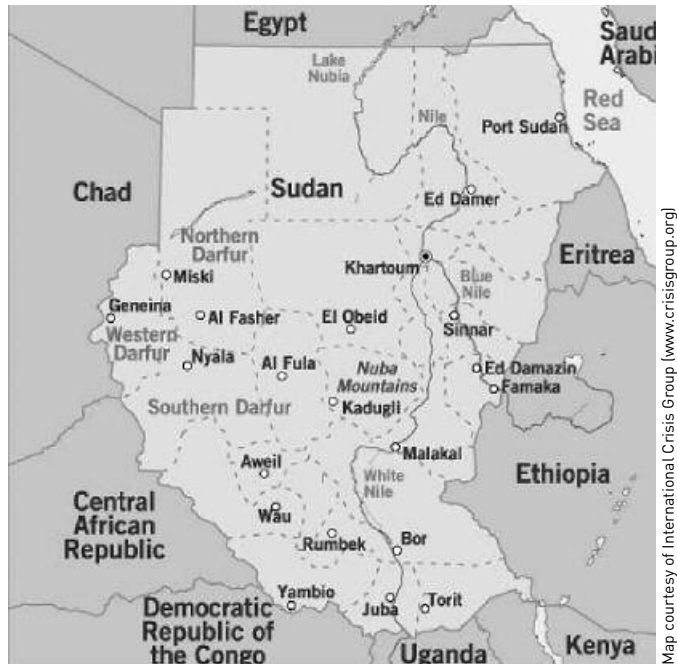 Egypt
Saud
Arabi
Lake
Nubia
Nile
Red
Sea
Port Sudan
Chad
Sudan
Ed Damer
Northern
Darfur
Khartoum
Eritrea
Miski
Blue
Nile
Geneina
Al Fasher
El Obeid
Sinnar
Western
Darfur
Nyala
Al Fula
Nuba
Mountains
Ed Damazin
Famaka
Southern Darfur
Kadugli
Malakal
Aweil
White
Nile
Ethiopia
Central
African
Republic
Wau
Rumbek
Bor
Yambio
Juba
Torit
Democratic
Republic of
the Congo
Uganda
Kenya
Map courtesy of International Crisis Group (www.crisisgroup.org)